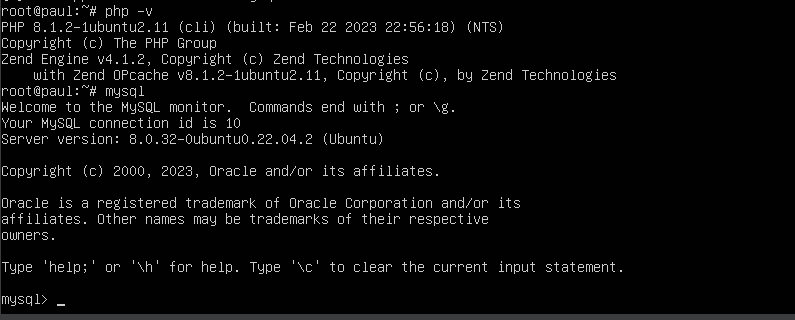 root@paul:~# php -v
PHP 8.1.2-1ubuntu2.11 (cli) (built: Feb 22 2023 22:56:18) (NTS)
Copyright (c) The PHP Group
Zend Engine v4.1.2, Copyright (c) Zend Technologies
    with Zend OPcache v8.1.2-1ubuntu2.11, Copyright (c), by Zend Technologies
root@paul:~# mysql
Welcome to the MySQL monitor.  Commands end with ; or \g.
Your MySQL connection id is 10
Server version: 8.0.32-0ubuntu0.22.04.2 (Ubuntu)

Copyright (c) 2000, 2023, Oracle and/or its affiliates.

Oracle is a registered trademark of Oracle Corporation and/or its
affiliates. Other names may be trademarks of their respective
owners.

Type 'help;' or '\h' for help. Type '\c' to clear the current input statement.

mysql> _